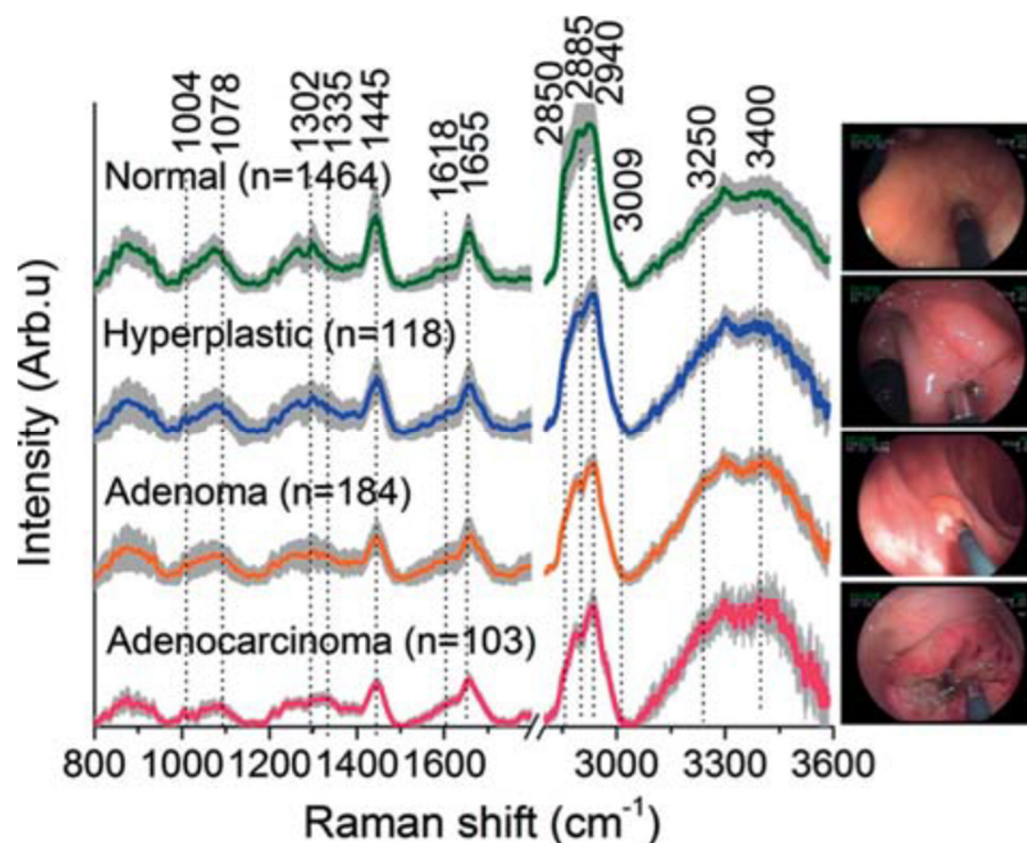 1004
1078
1302
1335
1445
1618
1655
2850
2885
2940
3009
3250
3400
Normal (n=1464)
Hyperplastic (n=118)
Adenoma (n=184)
Adenocarcinoma (n=103)
Intensity (Arb.u)
800 1000 1200 1400 1600 3000 3300 3600
Raman shift (cm⁻¹)